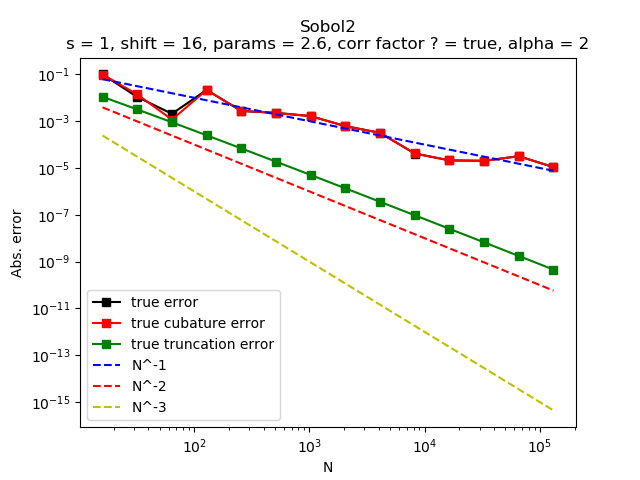 Sobol2
s = 1, shift = 16, params = 2.6, corr factor ? = true, alpha = 2
Abs. error
10^−1
10^−3
10^−5
10^−7
10^−9
10^−11
10^−13
10^−15
true error
true cubature error
true truncation error
N^-1
N^-2
N^-3
10^2
10^3
10^4
10^5
N